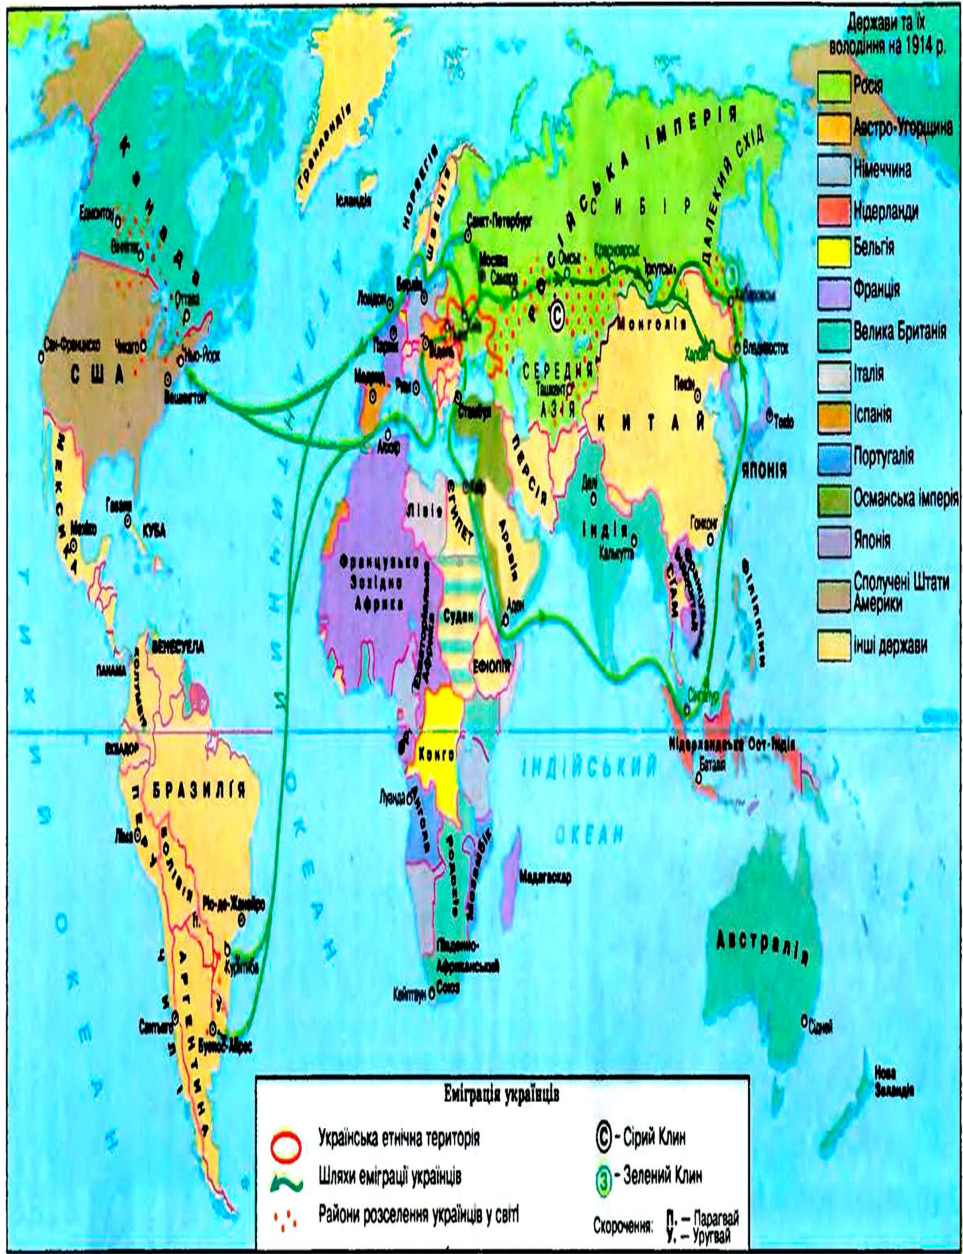 Держави та їх
володіння на 1914 р.
Росія
Австро-Угорщина
Німеччина
Нідерланди
Бельгія
Франція
Велика Британія
Італія
Іспанія
Португалія
Османська імперія
Японія
Сполучені Штати
Америки
інші держави
Гренландія
Ісландія
КАНАДА
Едмонтон
Вінніпег
Оттава
Сан-Франциско
Чикаго
Нью-Йорк
США
Вашингтон
МЕКСИКА
Мехіко
Гавана
КУБА
ПАНАМА
ВЕНЕСУЕЛА
КОЛУМБІЯ
ЕКВАДОР
ПЕРУ
Ліма
БРАЗИЛІЯ
БОЛІВІЯ
Ріо-де-Жанейро
П.
Куритиба
У.
ЧИЛІ
АРГЕНТИНА
Сантьяго
Буенос-Айрес
ТИХИЙ
ОКЕАН
АТЛАНТИЧНИЙ
ОКЕАН
НОРВЕГІЯ
ШВЕЦІЯ
Санкт-Петербург
Москва
Самара
Лондон
Берлін
Париж
Відень
Мадрид
Рим
Стамбул
Алжир
РОСІЙСЬКА ІМПЕРІЯ
СИБІР
ДАЛЕКИЙ СХІД
Омськ
Красноярськ
Іркутськ
Хабаровськ
С
Монголія
Харбін
Владивосток
СЕРЕДНЯ
Ташкент
АЗІЯ
КИТАЙ
Пекін
Токіо
ЯПОНІЯ
ПЕРСІЯ
Делі
ІНДІЯ
Калькутта
Гонконг
СІАМ
ФІЛІППІНИ
Сінгапур
Нідерландська Ост-Індія
Батавія
Лівія
ЄГИПЕТ
Аравія
Аден
Французька
Західна
Африка
Судан
ЕФІОПІЯ
Конго
Луанда
Ангола
Родезія
Мозамбік
Мадагаскар
Південно-
Африканський
Союз
Кейптаун
ІНДІЙСЬКИЙ
ОКЕАН
Австралія
Сідней
Нова
Зеландія
Еміграція українців
Українська етнічна територія
Шляхи еміграції українців
Райони розселення українців у світі
С - Сірий Клин
З - Зелений Клин
Скорочення: П. — Парагвай
У. — Уругвай